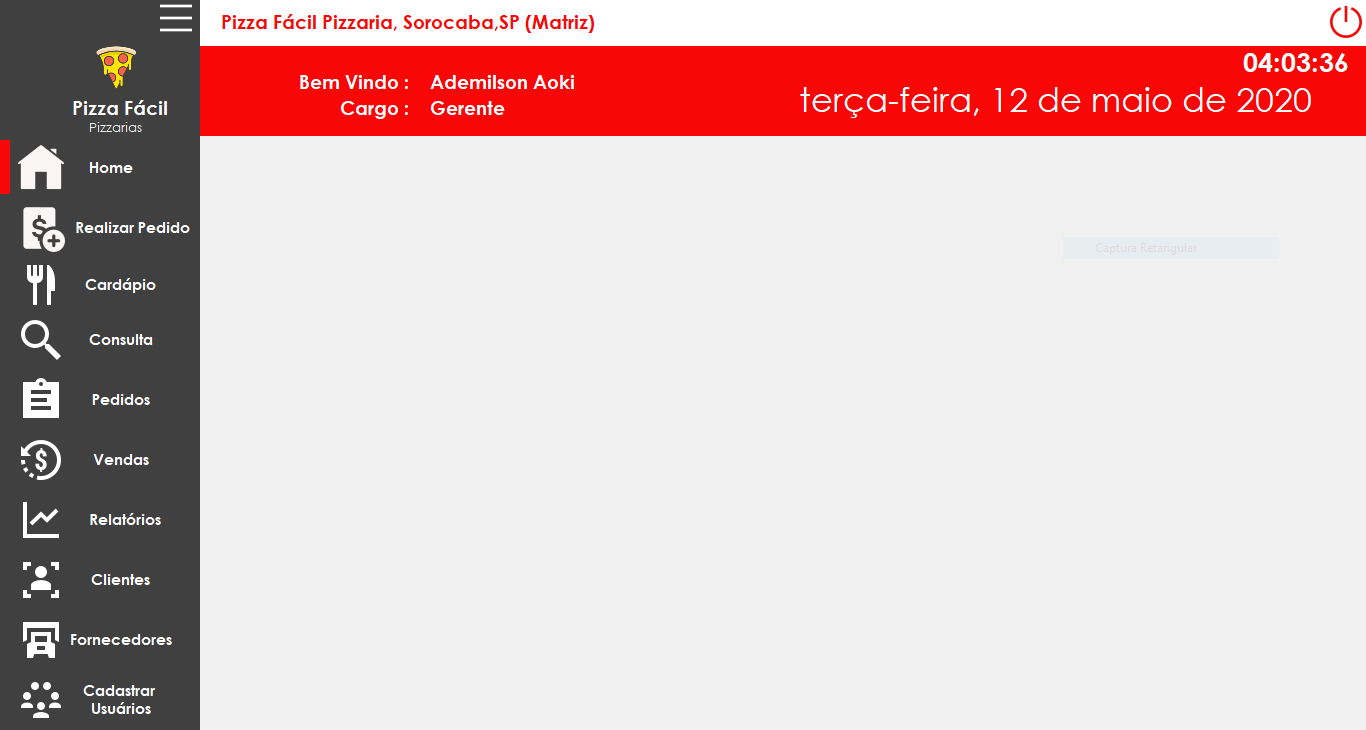 Pizza Fácil Pizzaria, Sorocaba,SP (Matriz)
04:03:36
Bem Vindo : Ademilson Aoki
Cargo : Gerente
terça-feira, 12 de maio de 2020
Pizza Fácil
Pizzarias
Home
Realizar Pedido
Cardápio
Consulta
Pedidos
Vendas
Relatórios
Clientes
Fornecedores
Cadastrar
Usuários
Captura Retangular